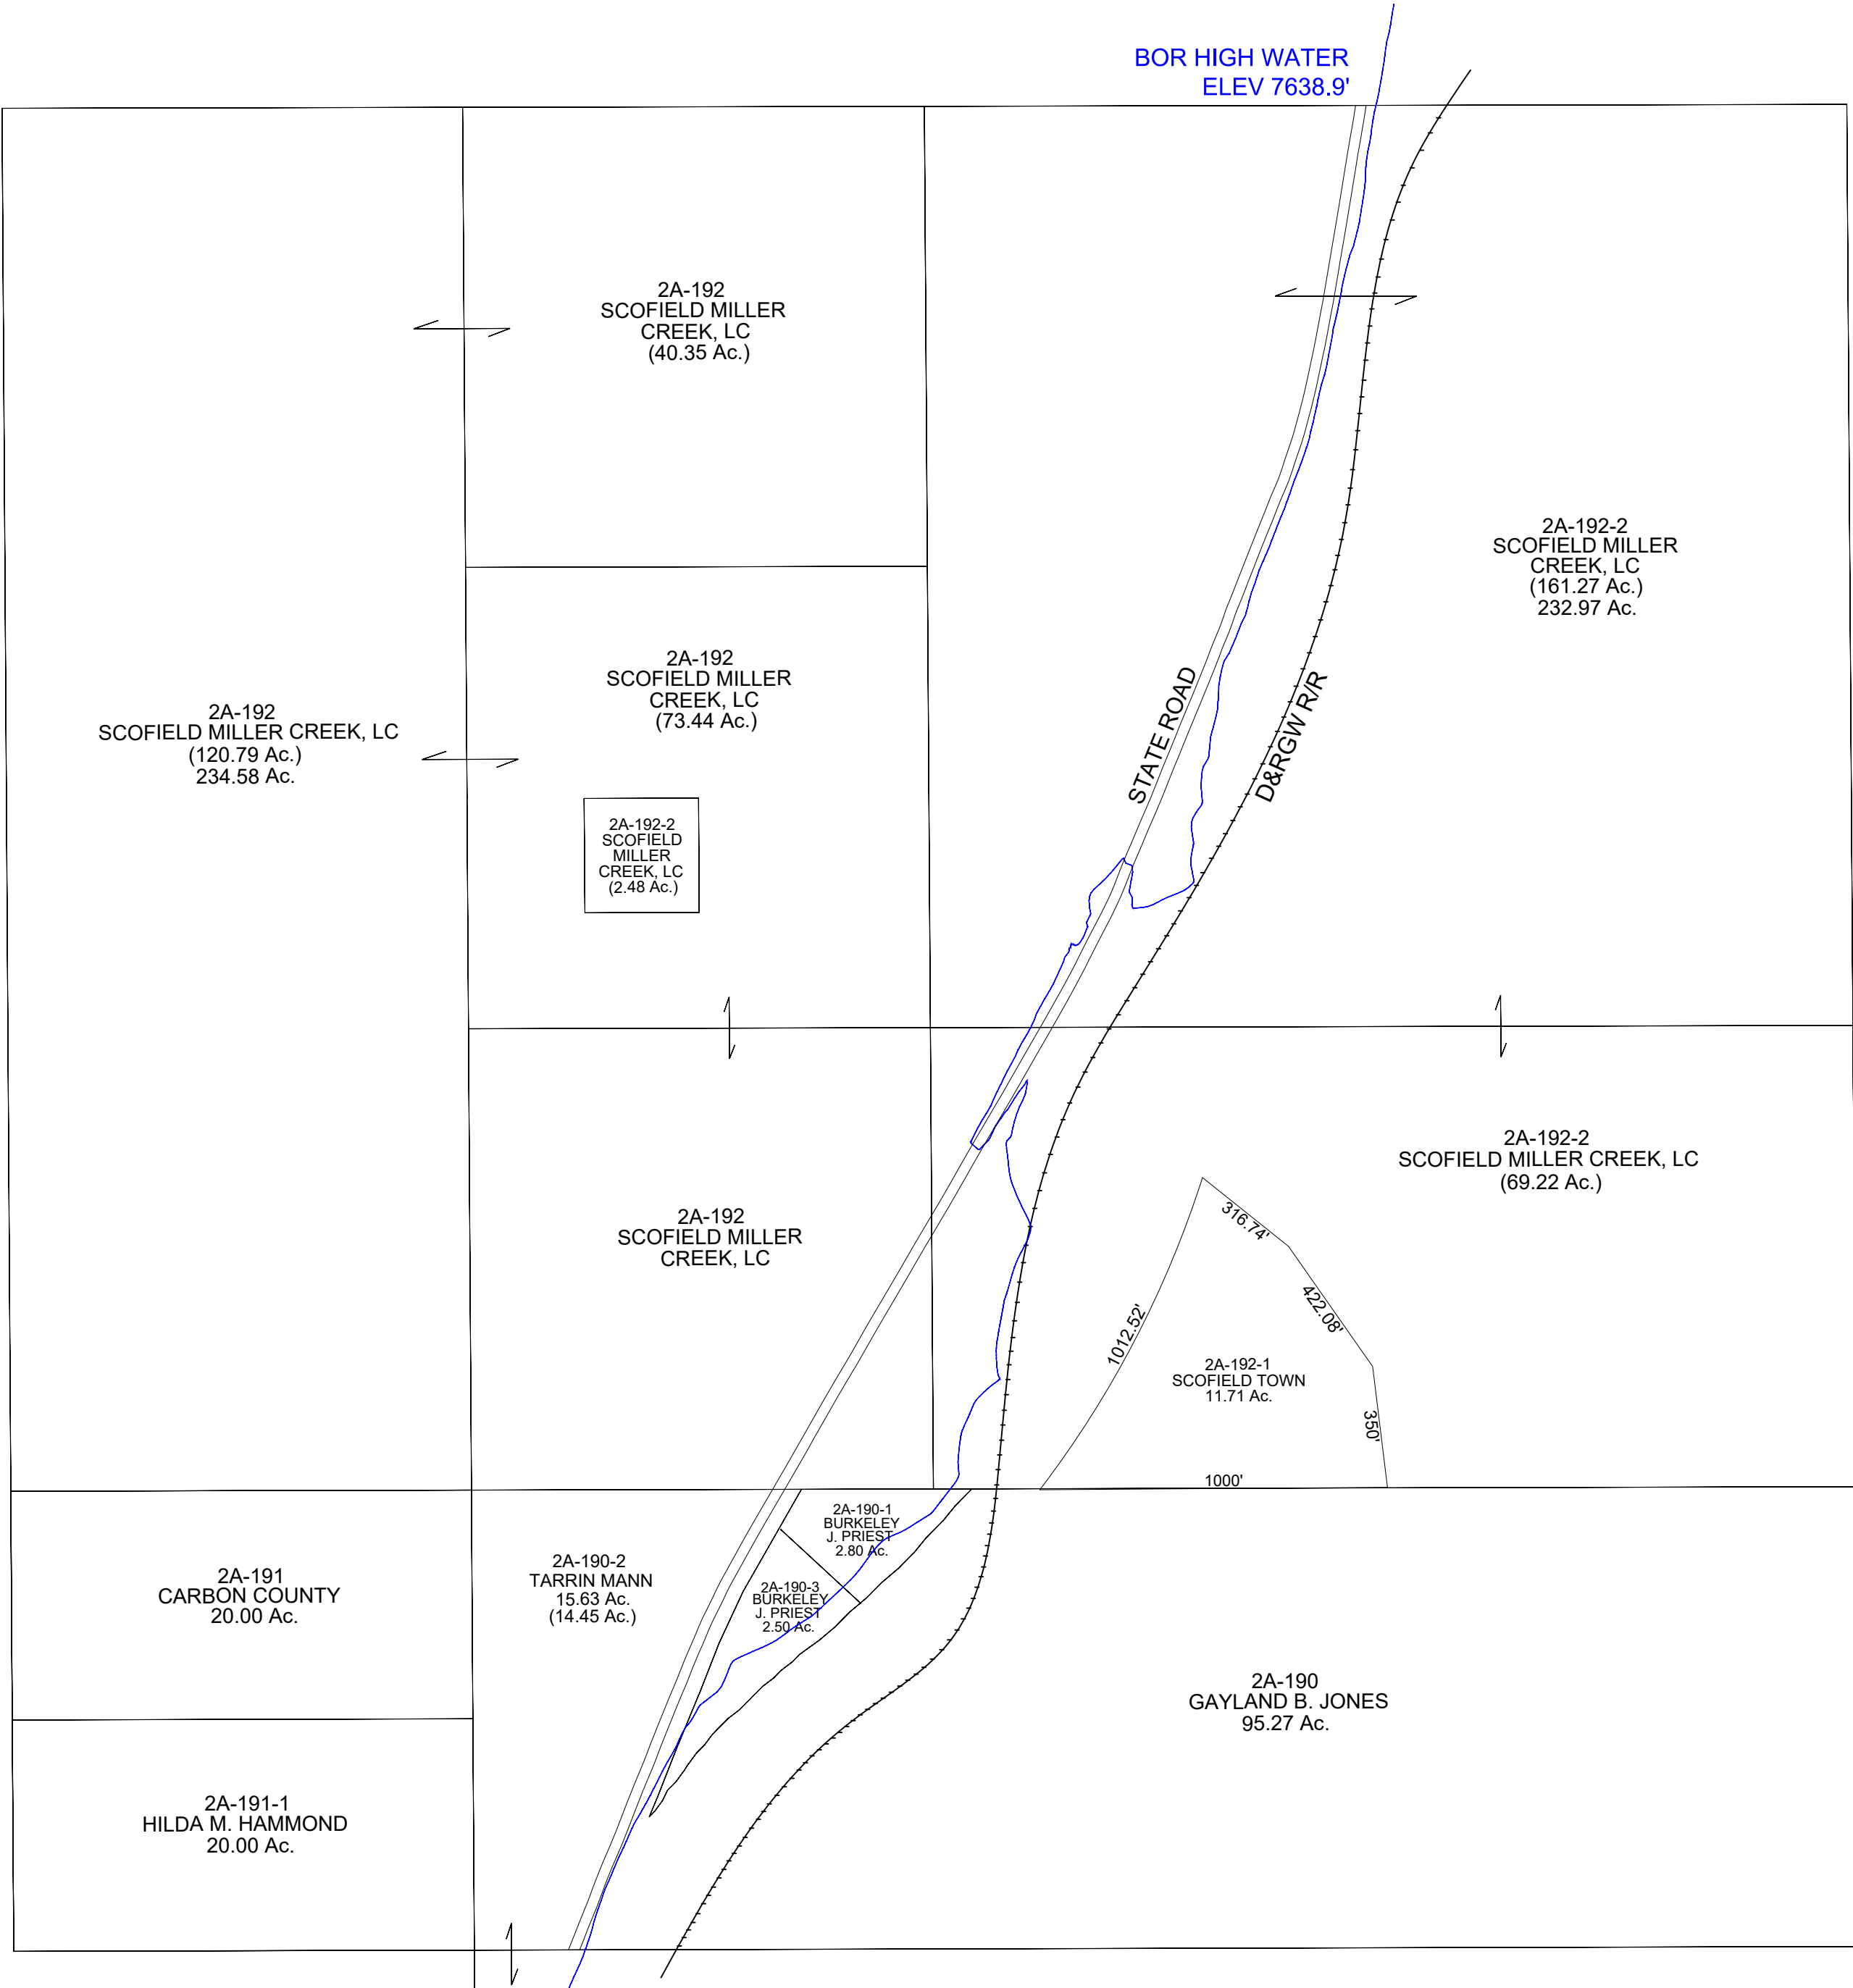 BOR HIGH WATER
ELEV 7638.9'
2A-192
SCOFIELD MILLER
CREEK, LC
(40.35 Ac.)
2A-192-2
SCOFIELD MILLER
CREEK, LC
(161.27 Ac.)
232.97 Ac.
2A-192
SCOFIELD MILLER CREEK, LC
(120.79 Ac.)
234.58 Ac.
2A-192
SCOFIELD MILLER
CREEK, LC
(73.44 Ac.)
STATE ROAD
D&RGW R/R
2A-192-2
SCOFIELD
MILLER
CREEK, LC
(2.48 Ac.)
2A-192-2
SCOFIELD MILLER CREEK, LC
(69.22 Ac.)
2A-192
SCOFIELD MILLER
CREEK, LC
316.74'
422.08'
1012.52'
350'
2A-192-1
SCOFIELD TOWN
11.71 Ac.
1000'
2A-191
CARBON COUNTY
20.00 Ac.
2A-190-2
TARRIN MANN
15.63 Ac.
(14.45 Ac.)
2A-190-1
BURKELEY
J. PRIEST
2.80 Ac.
2A-190-3
BURKELEY
J. PRIEST
2.50 Ac.
2A-190
GAYLAND B. JONES
95.27 Ac.
2A-191-1
HILDA M. HAMMOND
20.00 Ac.